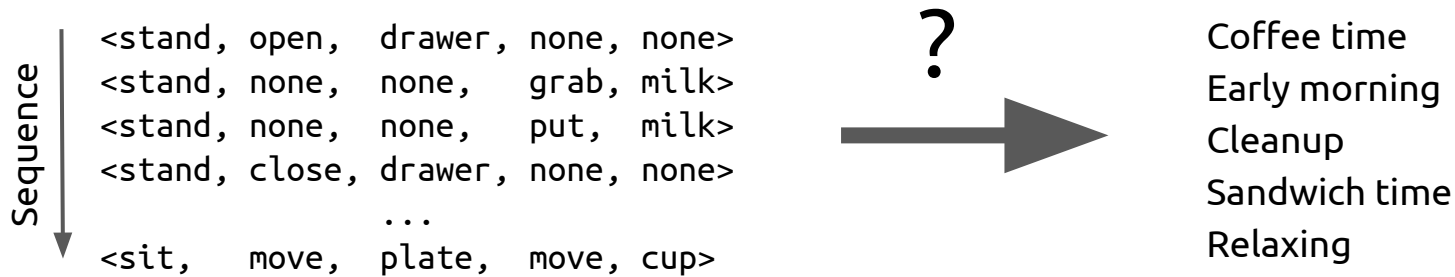 Sequence
<stand, open, drawer, none, none>
<stand, none, none, grab, milk>
<stand, none, none, put, milk>
<stand, close, drawer, none, none>
...
<sit, move, plate, move, cup>
?
Coffee time
Early morning
Cleanup
Sandwich time
Relaxing